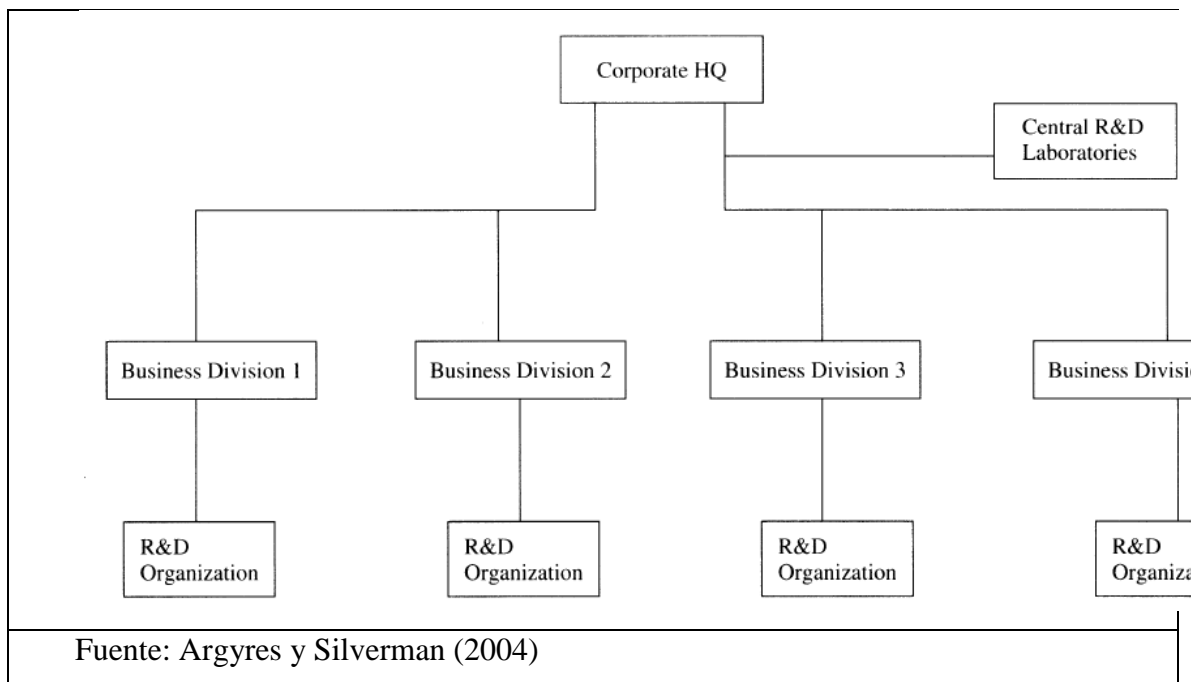 Corporate HQ
Central R&D
Laboratories
Business Division 1
Business Division 2
Business Division 3
Business
R&D
Organization
R&D
Organization
R&D
Organization
R&D
Fuente: Argyres y Silverman (2004)